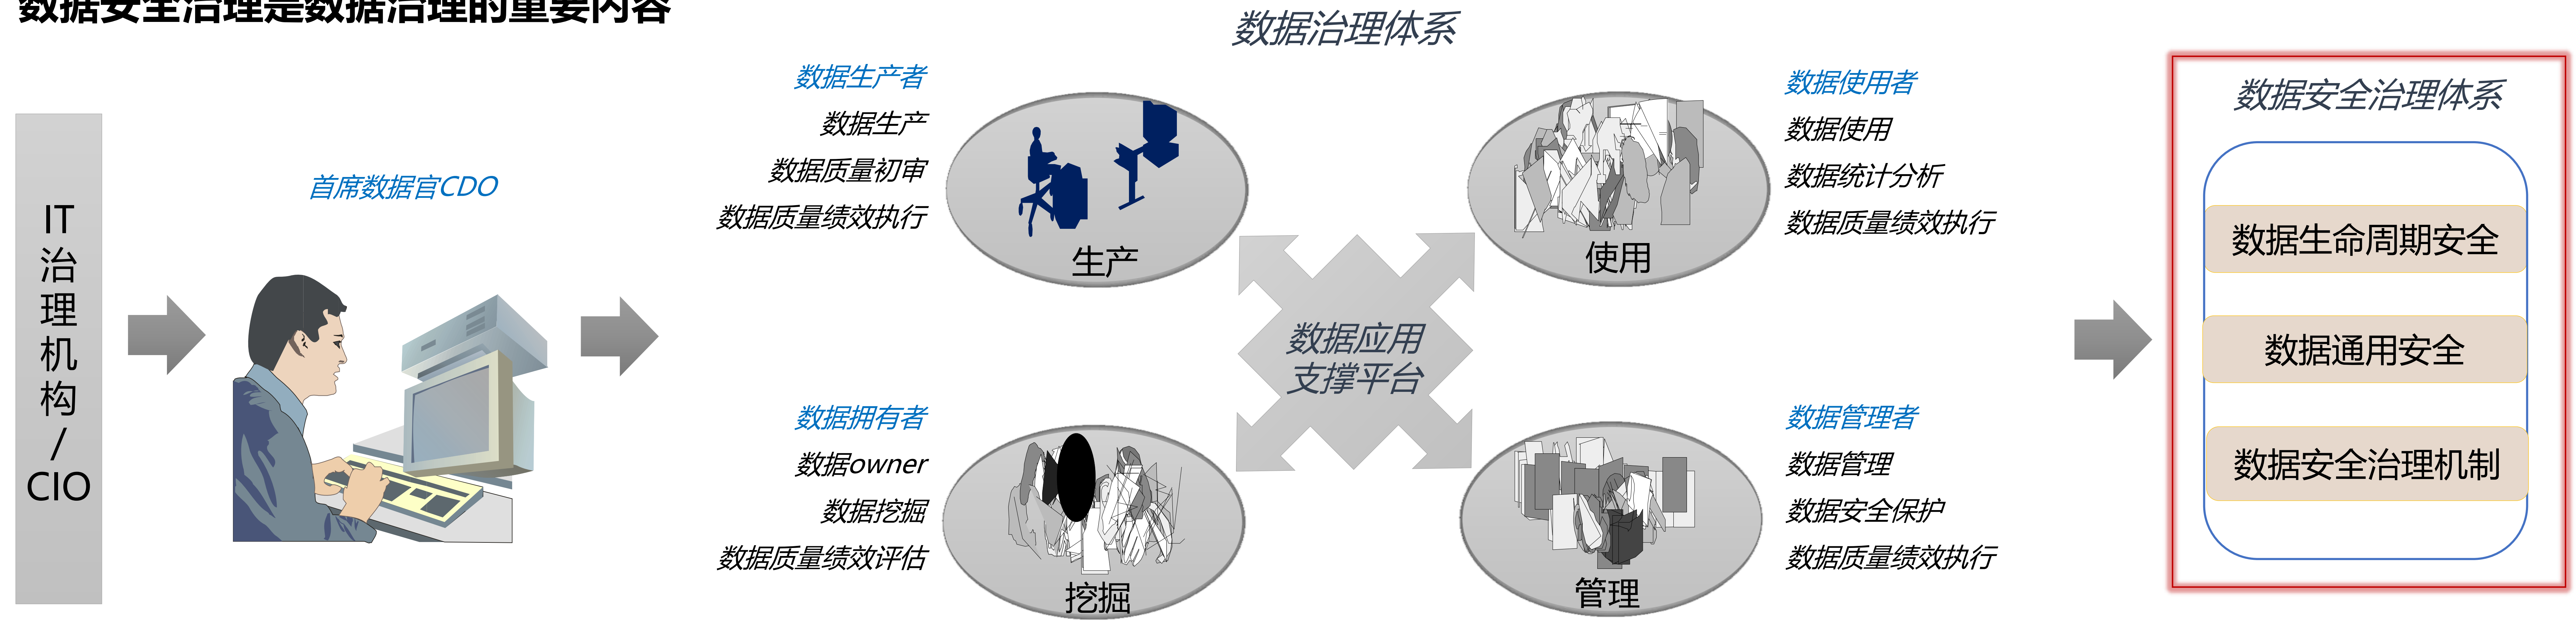 数据安全治理是数据治理的重要内容
数据治理体系
IT
治
理
机
构
/
CIO
首席数据官CDO
数据生产者
数据生产
数据质量初审
数据质量绩效执行
生产
数据使用者
数据使用
数据统计分析
数据质量绩效执行
使用
数据应用
支撑平台
数据拥有者
数据owner
数据挖掘
数据质量绩效评估
挖掘
数据管理者
数据管理
数据安全保护
数据质量绩效执行
管理
数据安全治理体系
数据生命周期安全
数据通用安全
数据安全治理机制